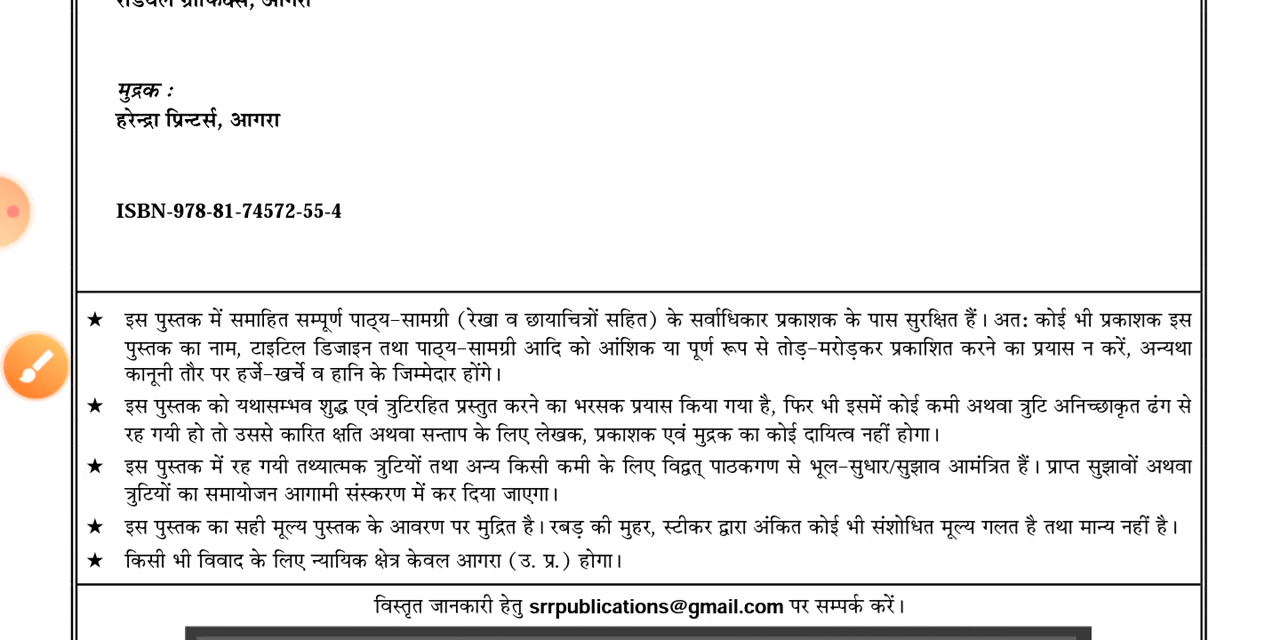 रेडियल ग्राफिक्स, आगरा
मुद्रक :
हरेन्द्रा प्रिन्टर्स, आगरा
ISBN-978-81-74572-55-4
★ इस पुस्तक में समाहित सम्पूर्ण पाठ्य-सामग्री (रेखा व छायाचित्रों सहित) के सर्वाधिकार प्रकाशक के पास सुरक्षित हैं। अत: कोई भी प्रकाशक इस
पुस्तक का नाम, टाइटिल डिजाइन तथा पाठ्य-सामग्री आदि को आंशिक या पूर्ण रूप से तोड़-मरोड़कर प्रकाशित करने का प्रयास न करें, अन्यथा
कानूनी तौर पर हर्जे-खर्चे व हानि के जिम्मेदार होंगे।
★ इस पुस्तक को यथासम्भव शुद्ध एवं त्रुटिरहित प्रस्तुत करने का भरसक प्रयास किया गया है, फिर भी इसमें कोई कमी अथवा त्रुटि अनिच्छाकृत ढंग से
रह गयी हो तो उससे कारित क्षति अथवा सन्ताप के लिए लेखक, प्रकाशक एवं मुद्रक का कोई दायित्व नहीं होगा।
★ इस पुस्तक में रह गयी तथ्यात्मक त्रुटियों तथा अन्य किसी कमी के लिए विद्वत् पाठकगण से भूल-सुधार/सुझाव आमंत्रित हैं। प्राप्त सुझावों अथवा
त्रुटियों का समायोजन आगामी संस्करण में कर दिया जाएगा।
★ इस पुस्तक का सही मूल्य पुस्तक के आवरण पर मुद्रित है। रबड़ की मुहर, स्टीकर द्वारा अंकित कोई भी संशोधित मूल्य गलत है तथा मान्य नहीं है।
★ किसी भी विवाद के लिए न्यायिक क्षेत्र केवल आगरा (उ. प्र.) होगा।
विस्तृत जानकारी हेतु srrpublications@gmail.com पर सम्पर्क करें।